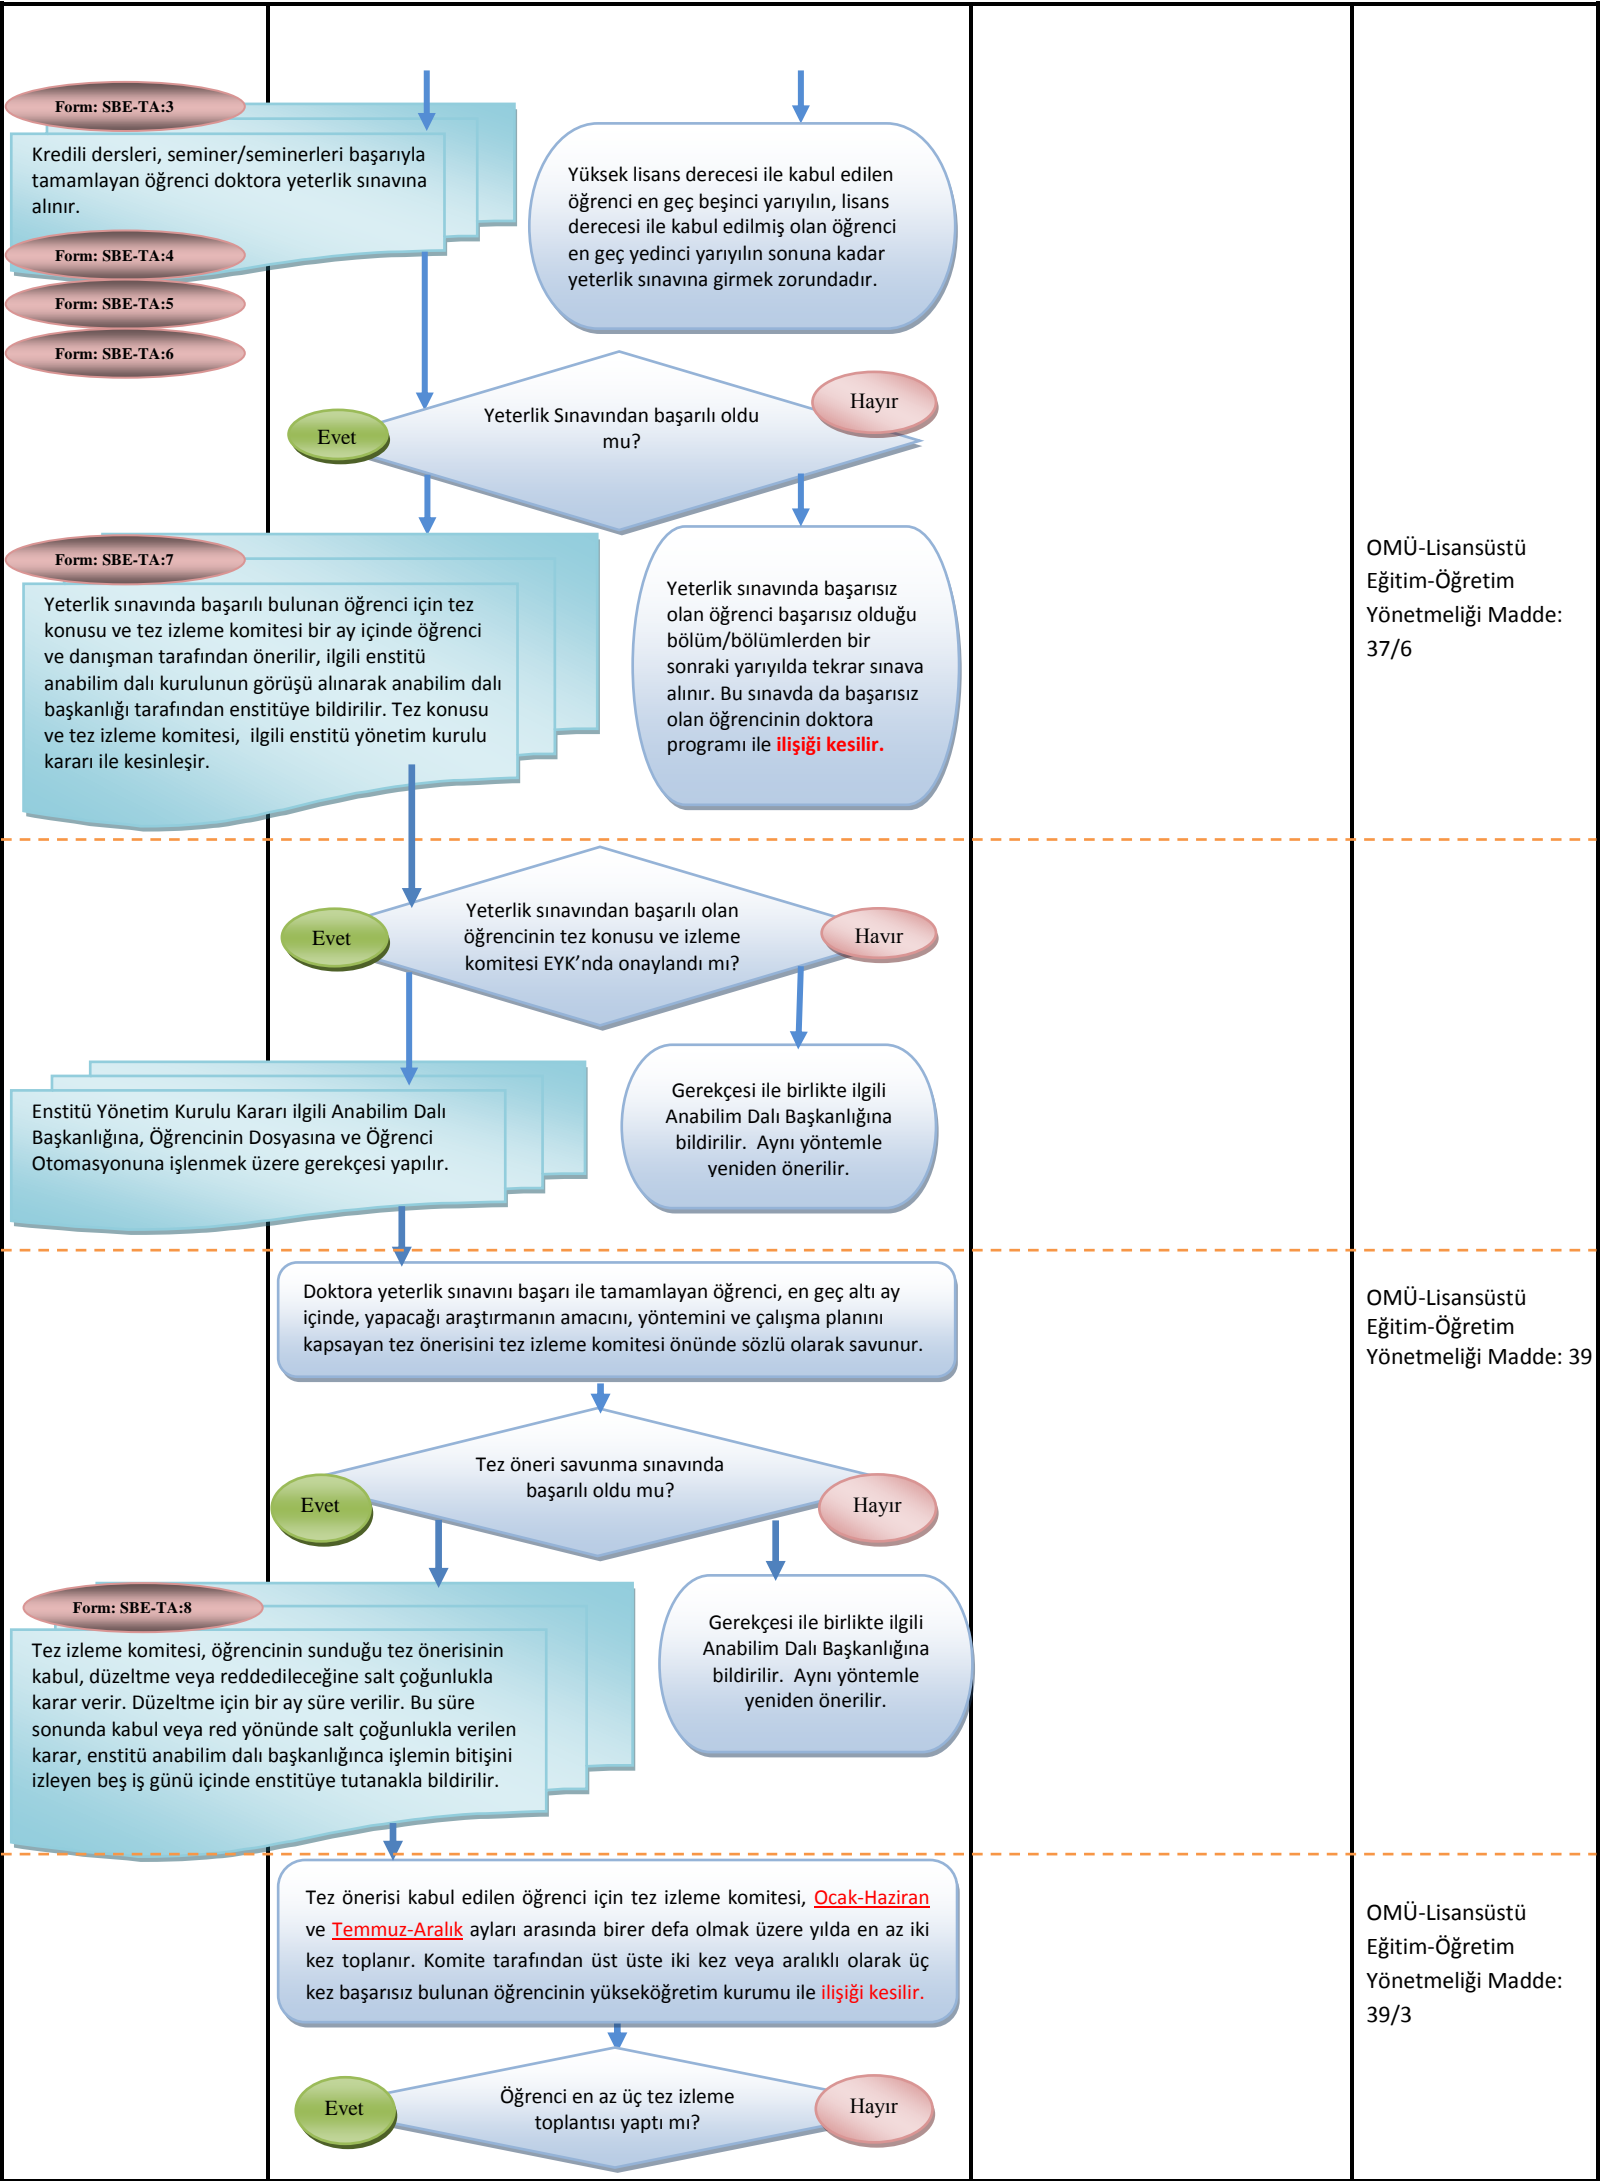 Form: SBE-TA:3
Kredili dersleri, seminer/seminerleri başarıyla
tamamlayan öğrenci doktora yeterlik sınavına
alınır.
Form: SBE-TA:4
Form: SBE-TA:5
Form: SBE-TA:6
Yüksek lisans derecesi ile kabul edilen
öğrenci en geç beşinci yarıyılın, lisans
derecesi ile kabul edilmiş olan öğrenci
en geç yedinci yarıyılın sonuna kadar
yeterlik sınavına girmek zorundadır.
Yeterlik Sınavından başarılı oldu
mu?
Evet
Hayır
Form: SBE-TA:7
Yeterlik sınavında başarılı bulunan öğrenci için tez
konusu ve tez izleme komitesi bir ay içinde öğrenci
ve danışman tarafından önerilir, ilgili enstitü
anabilim dalı kurulunun görüşü alınarak anabilim dalı
başkanlığı tarafından enstitüye bildirilir. Tez konusu
ve tez izleme komitesi,  ilgili enstitü yönetim kurulu
kararı ile kesinleşir.
Yeterlik sınavında başarısız
olan öğrenci başarısız olduğu
bölüm/bölümlerden bir
sonraki yarıyılda tekrar sınava
alınır. Bu sınavda da başarısız
olan öğrencinin doktora
programı ile ilişiği kesilir.
OMÜ-Lisansüstü
Eğitim-Öğretim
Yönetmeliği Madde:
37/6
Yeterlik sınavından başarılı olan
öğrencinin tez konusu ve izleme
komitesi EYK’nda onaylandı mı?
Evet
Hayır
Enstitü Yönetim Kurulu Kararı ilgili Anabilim Dalı
Başkanlığına, Öğrencinin Dosyasına ve Öğrenci
Otomasyonuna işlenmek üzere gerekçesi yapılır.
Gerekçesi ile birlikte ilgili
Anabilim Dalı Başkanlığına
bildirilir.  Aynı yöntemle
yeniden önerilir.
Doktora yeterlik sınavını başarı ile tamamlayan öğrenci, en geç altı ay
içinde, yapacağı araştırmanın amacını, yöntemini ve çalışma planını
kapsayan tez önerisini tez izleme komitesi önünde sözlü olarak savunur.
OMÜ-Lisansüstü
Eğitim-Öğretim
Yönetmeliği Madde: 39
Tez öneri savunma sınavında
başarılı oldu mu?
Evet
Hayır
Form: SBE-TA:8
Tez izleme komitesi, öğrencinin sunduğu tez önerisinin
kabul, düzeltme veya reddedileceğine salt çoğunlukla
karar verir. Düzeltme için bir ay süre verilir. Bu süre
sonunda kabul veya red yönünde salt çoğunlukla verilen
karar, enstitü anabilim dalı başkanlığınca işlemin bitişini
izleyen beş iş günü içinde enstitüye tutanakla bildirilir.
Gerekçesi ile birlikte ilgili
Anabilim Dalı Başkanlığına
bildirilir.  Aynı yöntemle
yeniden önerilir.
Tez önerisi kabul edilen öğrenci için tez izleme komitesi, Ocak-Haziran
ve Temmuz-Aralık ayları arasında birer defa olmak üzere yılda en az iki
kez toplanır. Komite tarafından üst üste iki kez veya aralıklı olarak üç
kez başarısız bulunan öğrencinin yükseköğretim kurumu ile ilişiği kesilir.
OMÜ-Lisansüstü
Eğitim-Öğretim
Yönetmeliği Madde:
39/3
Öğrenci en az üç tez izleme
toplantısı yaptı mı?
Evet
Hayır